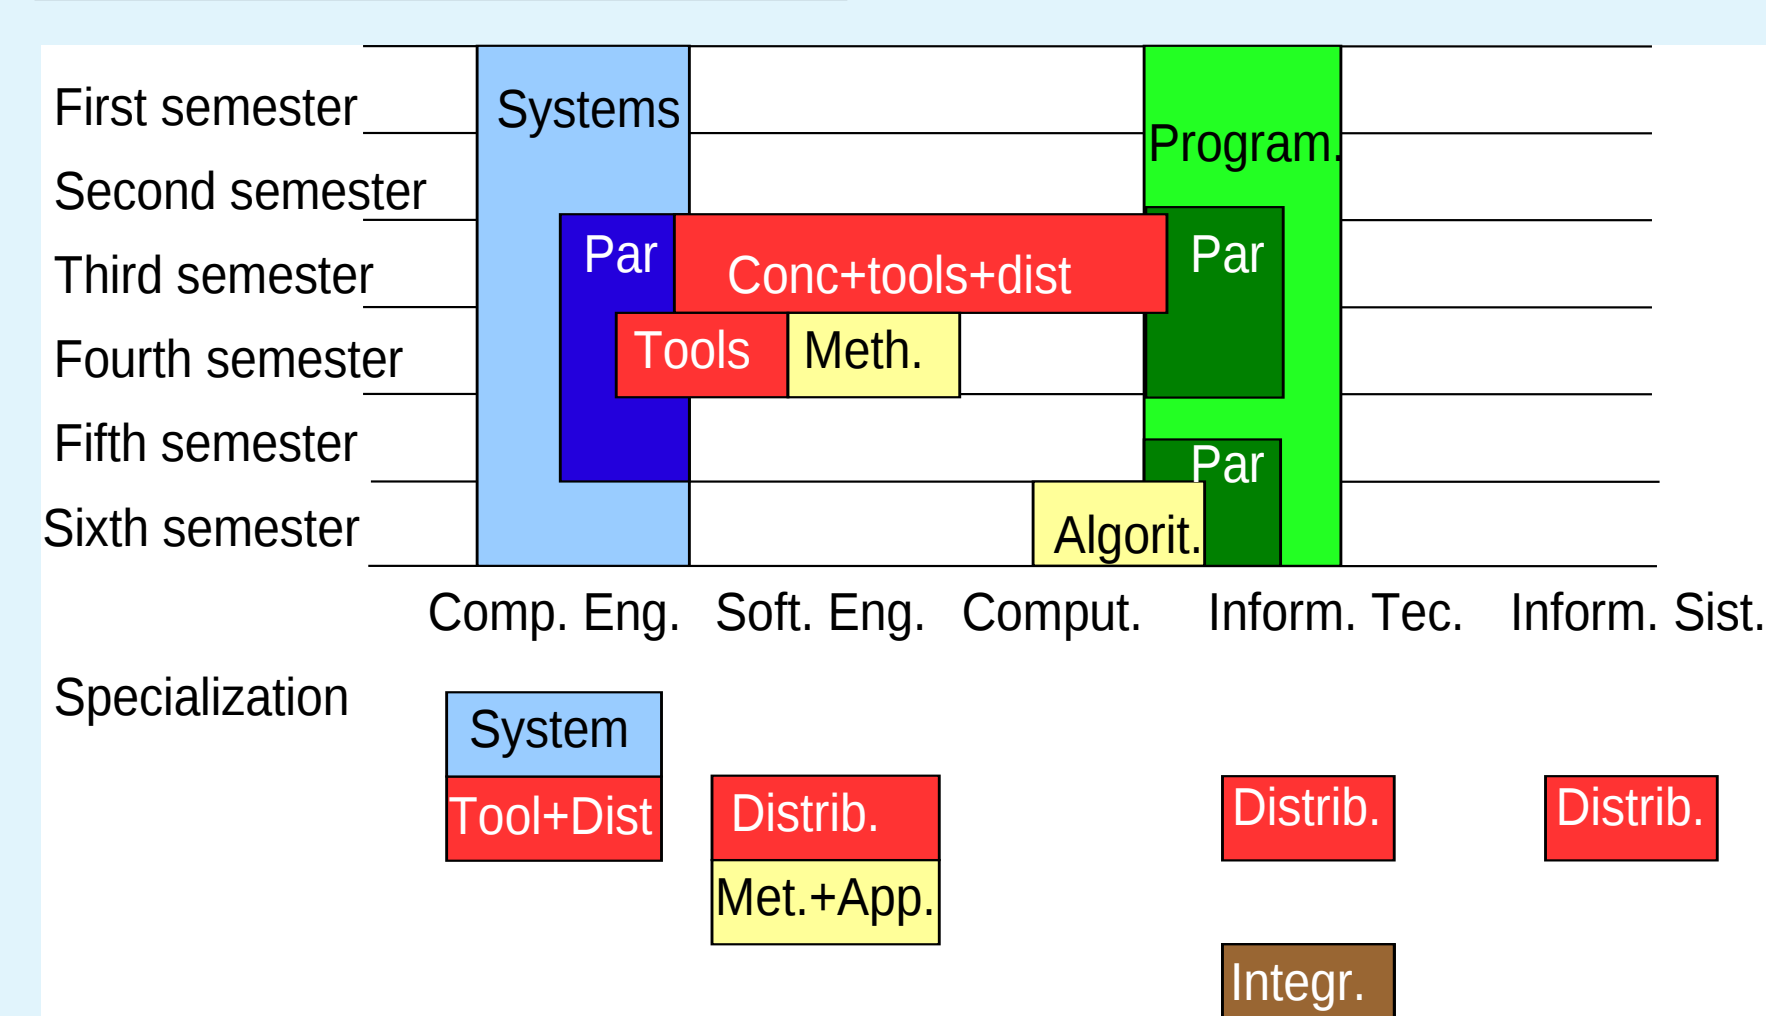 First semester
Systems
Program.
Second semester
Par
Par
Third semester
Conc+tools+dist
Fourth semester
Tools
Meth.
Fifth semester
Par
Sixth semester
Algorit.
Comp. Eng.
Soft. Eng.
Comput.
Inform. Tec.
Inform. Sist.
Specialization
System
Tool+Dist
Distrib.
Distrib.
Distrib.
Met.+App.
Integr.